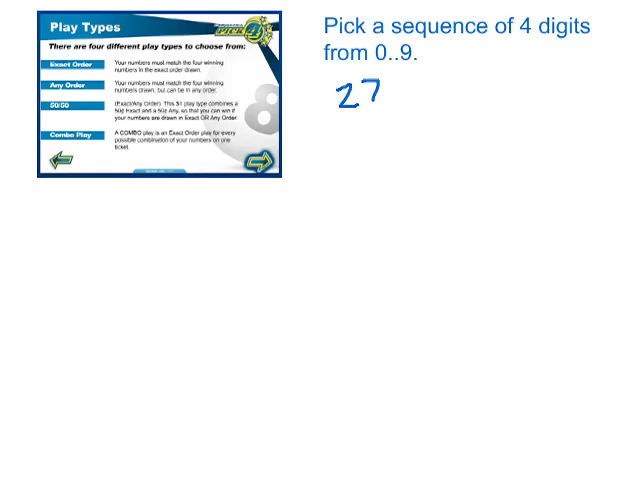 Play Types
PICK 4
There are four different play types to choose from:
Exact Order
Your numbers must match the four winning
numbers in the exact order drawn.
Any Order
Your numbers must match the four winning
numbers drawn, but can be in any order.
50/50
(Exact/Any Order) This $1 play type combines a
50¢ Exact and a 50¢ Any, so that you can win if
your numbers are drawn in Exact OR Any Order.
Combo Play
A COMBO play is an Exact Order play for every
possible combination of your numbers on one
ticket.
8
Pick a sequence of 4 digits
from 0..9.
27